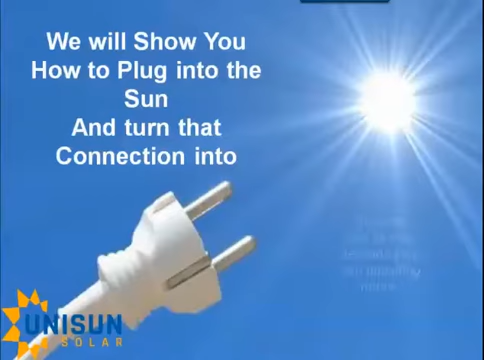 We will Show You
How to Plug into the
Sun
And turn that
Connection into
UNISUN
SOLAR